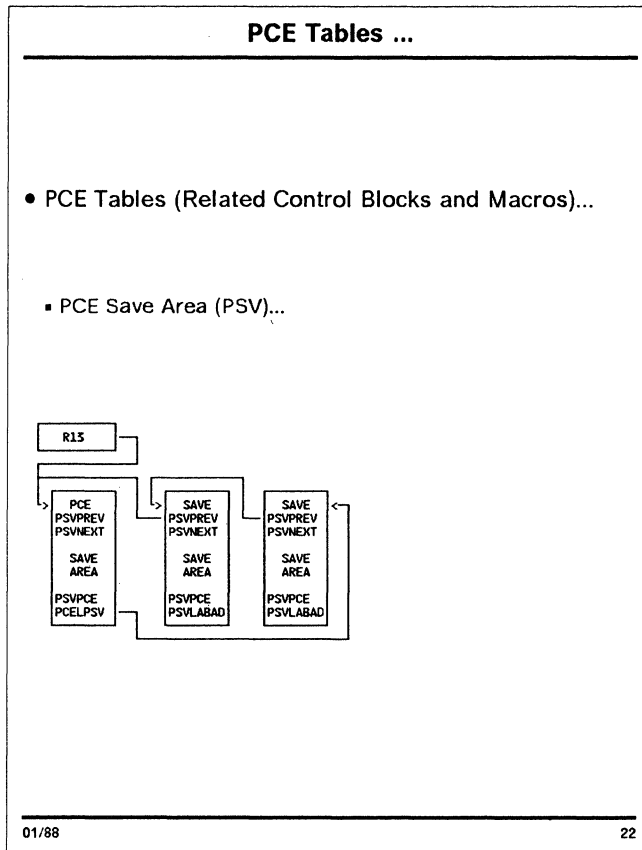 PCE Tables ...
• PCE Tables (Related Control Blocks and Macros)...
▪ PCE Save Area (PSV)...
R13
PCE SAVE SAVE
PSVPREV PSVPREV PSVPREV
PSVNEXT PSVNEXT PSVNEXT
SAVE SAVE SAVE
AREA AREA AREA
PSVPCE PSVPCE PSVPCE
PCELPSV PSVLABAD PSVLABAD
01/88 22